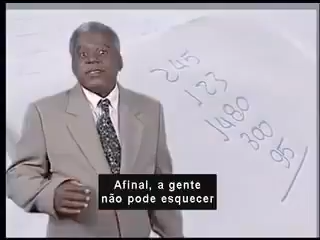 245
123
1480
300
95
Afinal, a gente
não pode esquecer